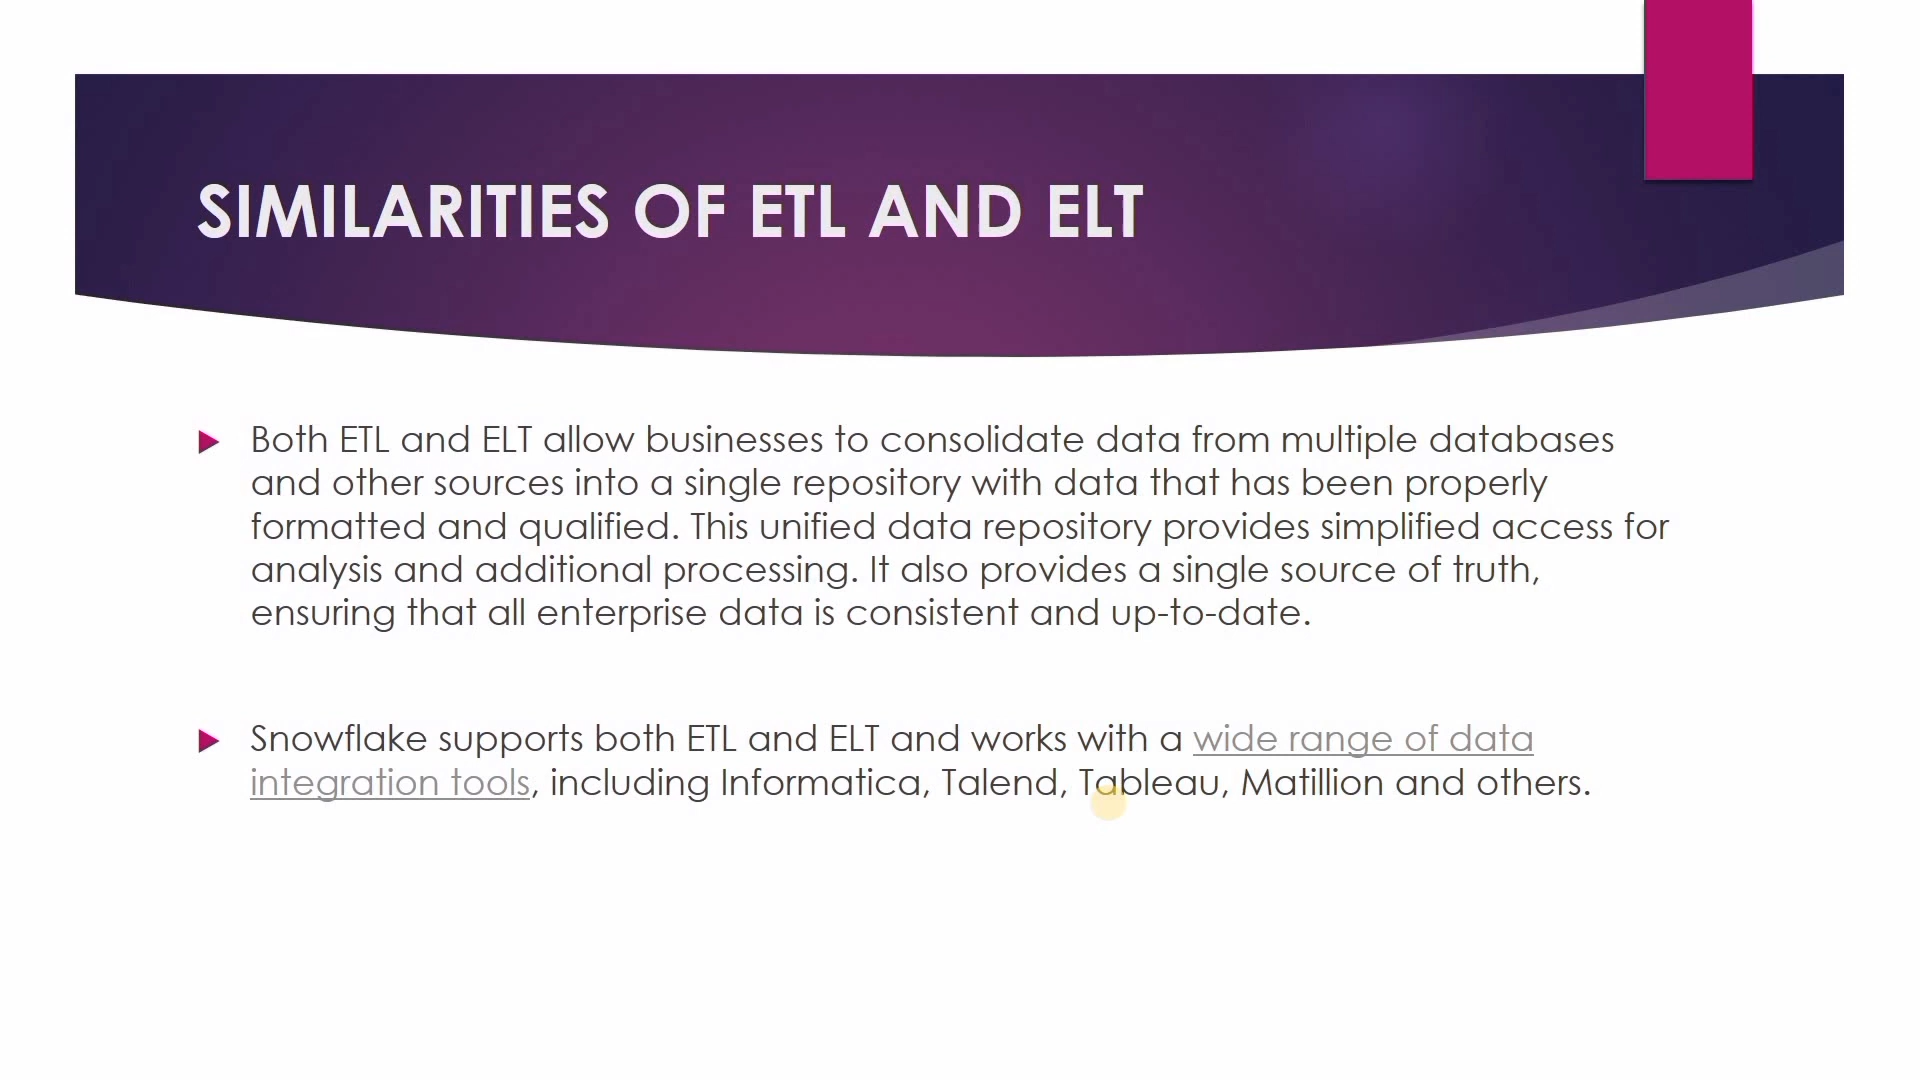 SIMILARITIES OF ETL AND ELT
Both ETL and ELT allow businesses to consolidate data from multiple databases
and other sources into a single repository with data that has been properly
formatted and qualified. This unified data repository provides simplified access for
analysis and additional processing. It also provides a single source of truth,
ensuring that all enterprise data is consistent and up-to-date.
Snowflake supports both ETL and ELT and works with a wide range of data
integration tools, including Informatica, Talend, Tableau, Matillion and others.